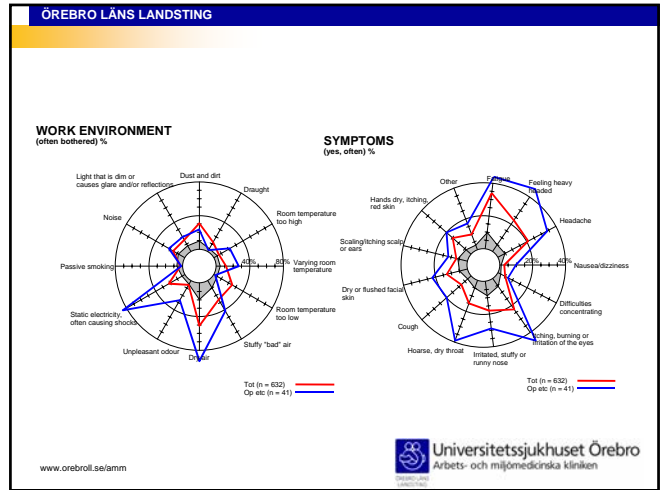 ÖREBRO LÄNS LANDSTING
WORK ENVIRONMENT
(often bothered) %
Light that is dim or
causes glare and/or reflections
Dust and dirt
Draught
Room temperature
too high
40%
80%
Varying room
temperature
Room temperature
too low
Stuffy "bad" air
Dry air
Unpleasant odour
Static electricity,
often causing shocks
Passive smoking
Noise
Tot (n = 632)
Op etc (n = 41)
SYMPTOMS
(yes, often) %
Fatigue
Feeling heavy
headed
Headache
20%
40%
Nausea/dizziness
Difficulties
concentrating
Itching, burning or
irritation of the eyes
Irritated, stuffy or
runny nose
Hoarse, dry throat
Cough
Dry or flushed facial
skin
Scaling/itching scalp
or ears
Hands dry, itching,
red skin
Other
Tot (n = 632)
Op etc (n = 41)
www.orebroll.se/amm
ÖREBRO LÄNS
LANDSTING
Universitetssjukhuset Örebro
Arbets- och miljömedicinska kliniken